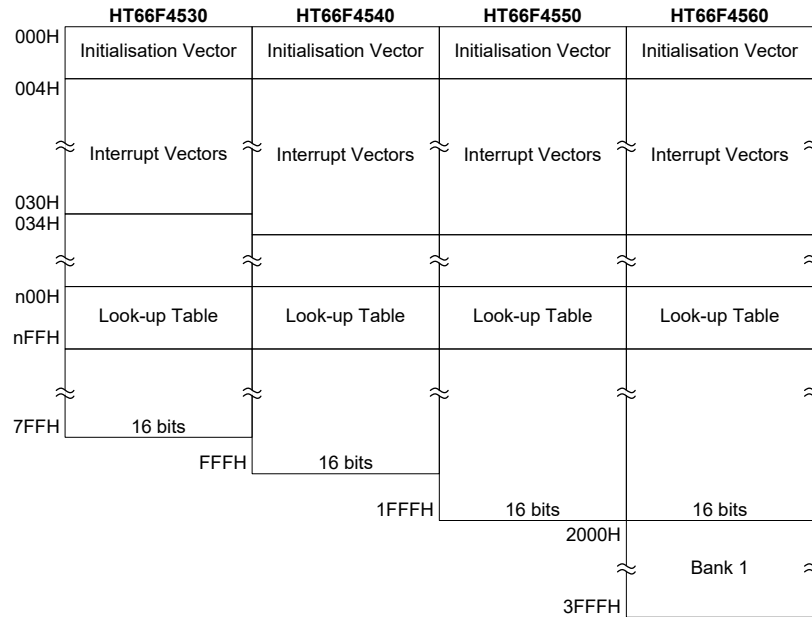 HT66F4530 HT66F4540 HT66F4550 HT66F4560
000H
Initialisation Vector Initialisation Vector Initialisation Vector Initialisation Vector
004H
Interrupt Vectors Interrupt Vectors Interrupt Vectors Interrupt Vectors
030H
034H
n00H
Look-up Table Look-up Table Look-up Table Look-up Table
nFFH
7FFH 16 bits
FFFH 16 bits
1FFFH 16 bits 16 bits
2000H
Bank 1
3FFFH